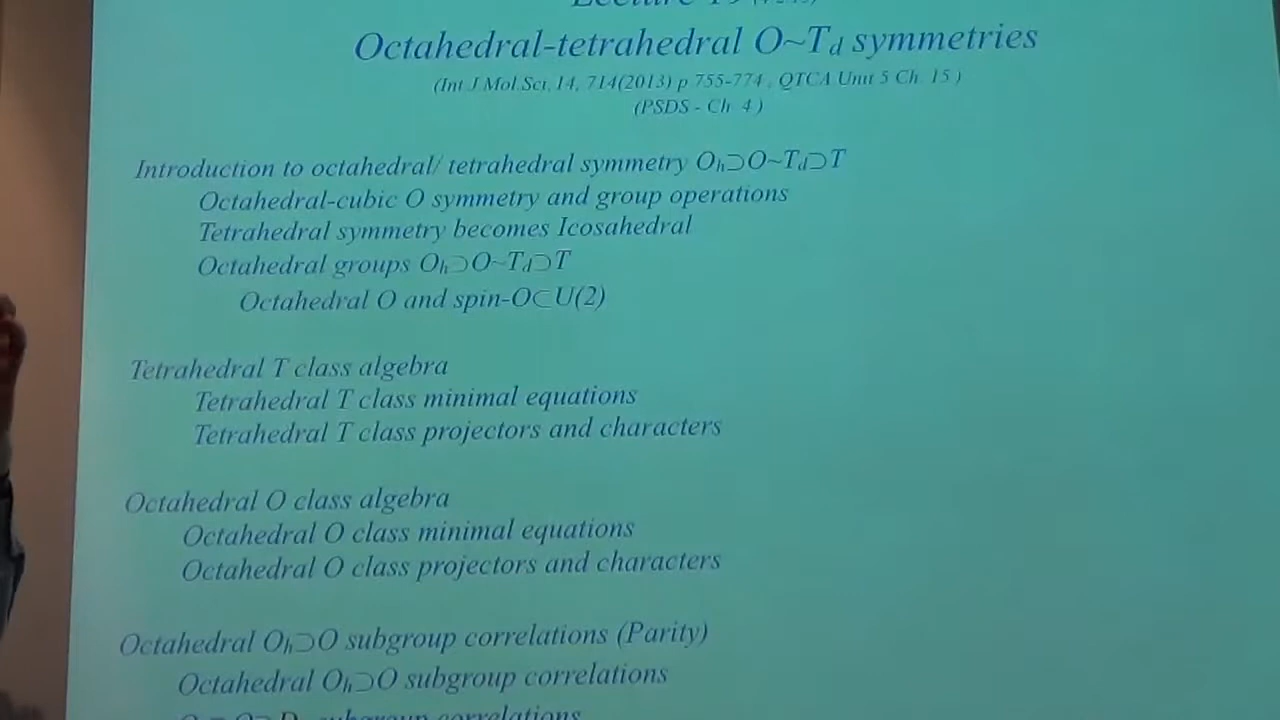 Lecture
Octahedral-tetrahedral O~Td symmetries
(Int.J.Mol.Sci, 14, 714(2013) p.755-774 , QTCA Unit 5 Ch. 15 )
(PSDS - Ch. 4 )
Introduction to octahedral/ tetrahedral symmetry Oh⊃O~Td⊃T
Octahedral-cubic O symmetry and group operations
Tetrahedral symmetry becomes Icosahedral
Octahedral groups Oh⊃O~Td⊃T
Octahedral O and spin-O⊂U(2)
Tetrahedral T class algebra
Tetrahedral T class minimal equations
Tetrahedral T class projectors and characters
Octahedral O class algebra
Octahedral O class minimal equations
Octahedral O class projectors and characters
Octahedral Oh⊃O subgroup correlations (Parity)
Octahedral Oh⊃O subgroup correlations
subgroup correlations